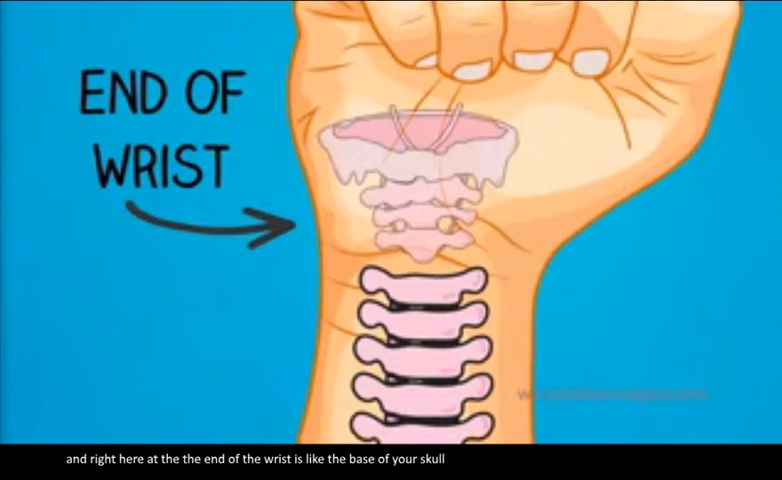 END OF
WRIST
and right here at the the end of the wrist is like the base of your skull